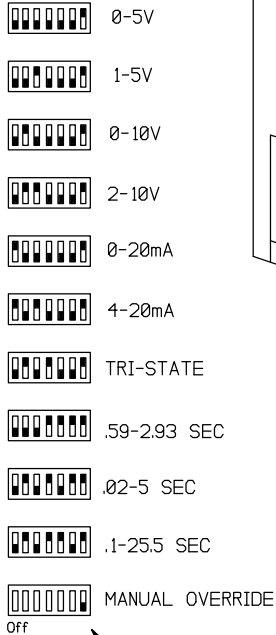 0-5V
1-5V
0-10V
2-10V
0-20mA
4-20mA
TRI-STATE
.59-2.93 SEC
.02-5 SEC
.1-25.5 SEC
MANUAL OVERRIDE
Off